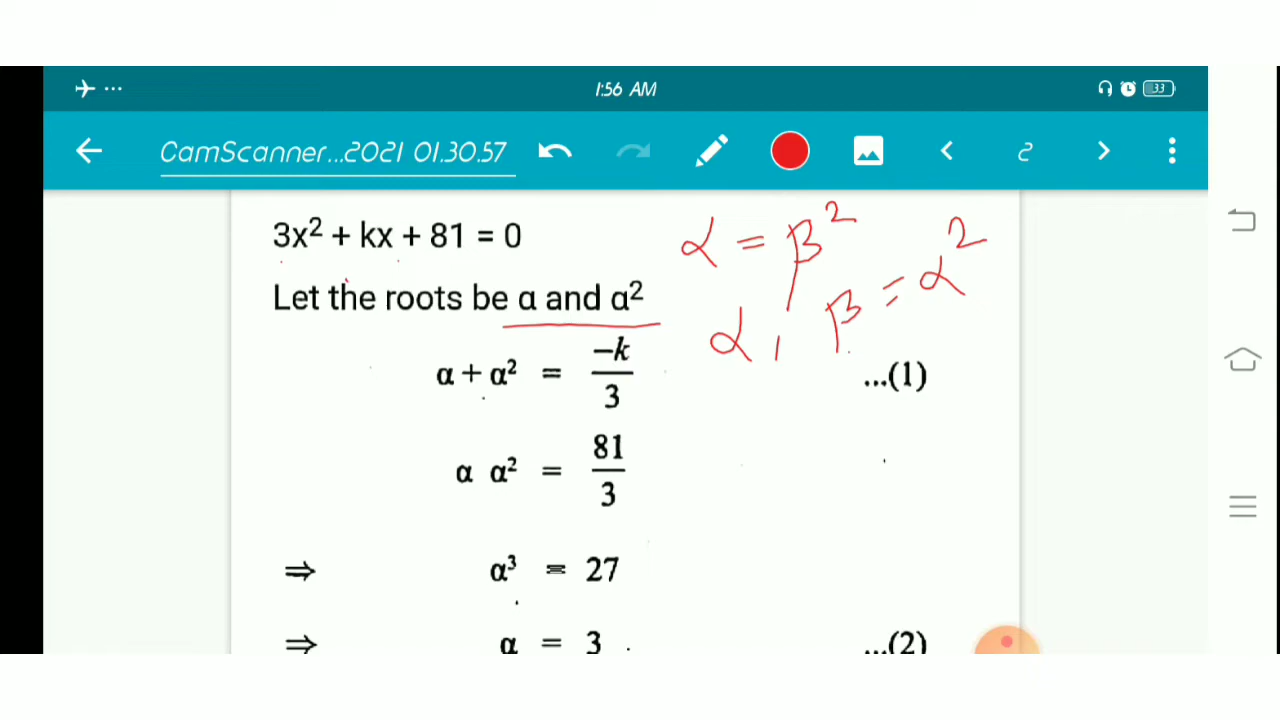 1:56 AM 33
CamScanner...2021 01.30.57 2
3x² + kx + 81 = 0
α = β²
Let the roots be α and α²
α, β = α²
α + α² = −k/3 ...(1)
α α² = 81/3
⇒ α³ = 27
⇒ α = 3 ...(2)